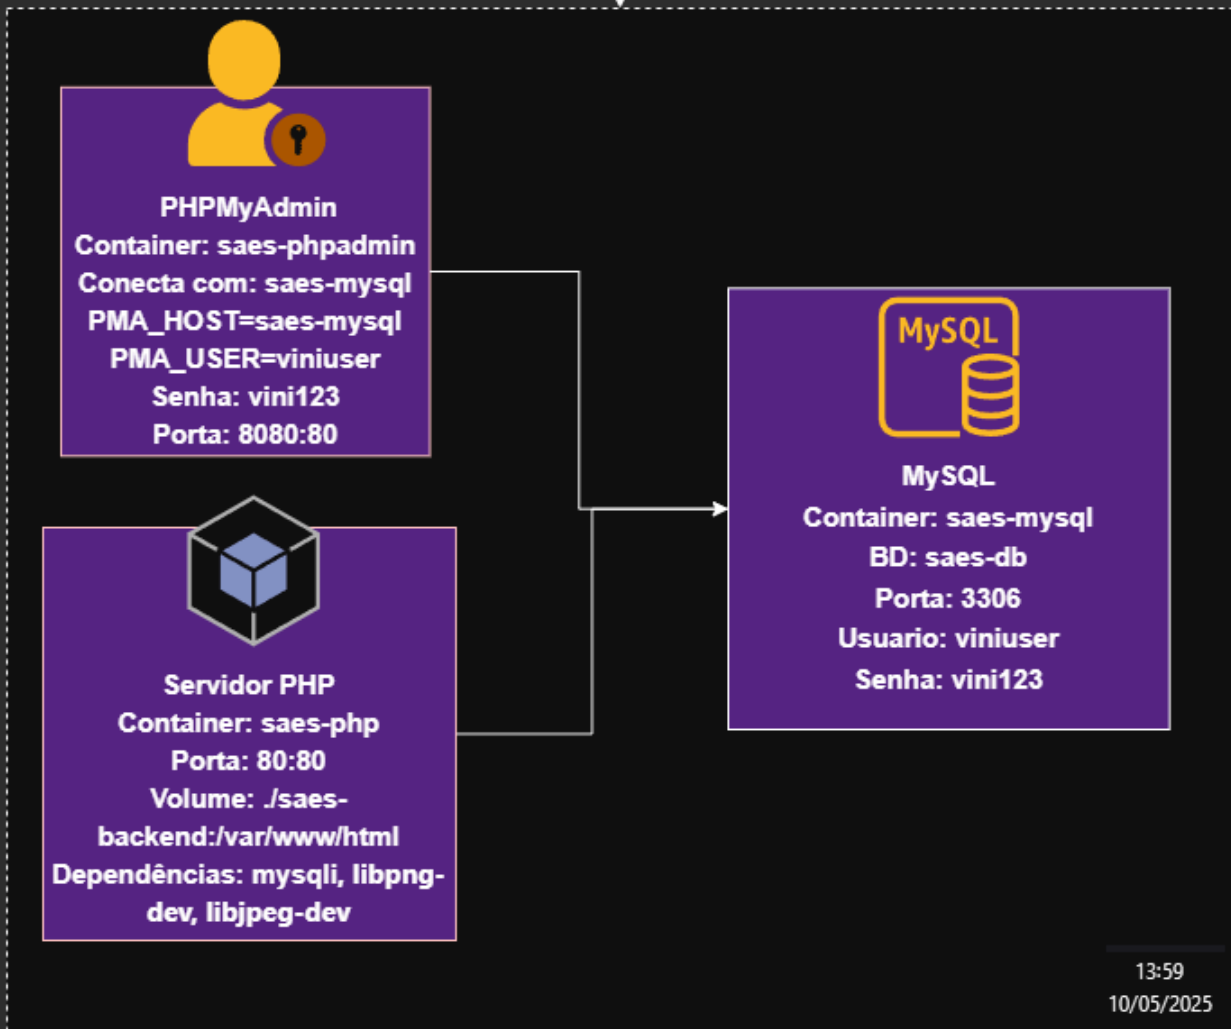 PHPMyAdmin
Container: saes-phpadmin
Conecta com: saes-mysql
PMA_HOST=saes-mysql
PMA_USER=viniuser
Senha: vini123
Porta: 8080:80
MySQL
MySQL
Container: saes-mysql
BD: saes-db
Porta: 3306
Usuario: viniuser
Senha: vini123
Servidor PHP
Container: saes-php
Porta: 80:80
Volume: ./saes-
backend:/var/www/html
Dependências: mysqli, libpng-
dev, libjpeg-dev
13:59
10/05/2025